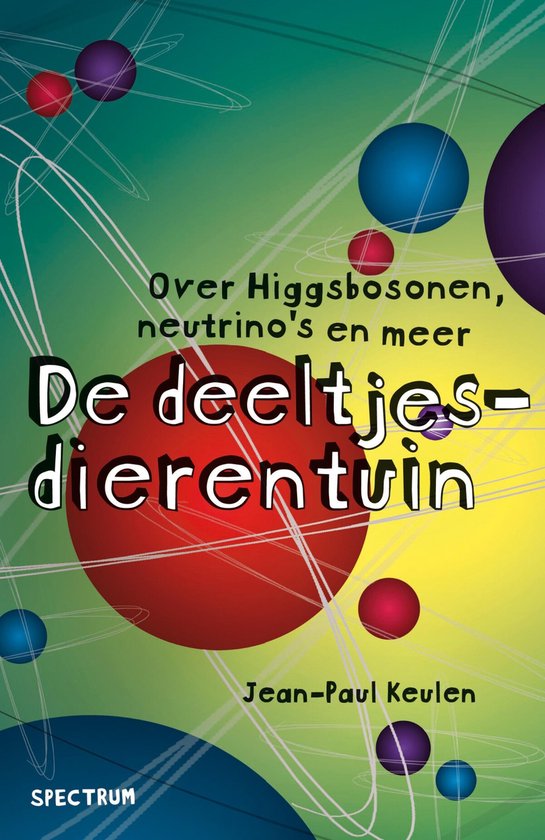 Over Higgsbosonen,
neutrino's en meer
De deeltjes-
dierentuin
Jean-Paul Keulen
SPECTRUM